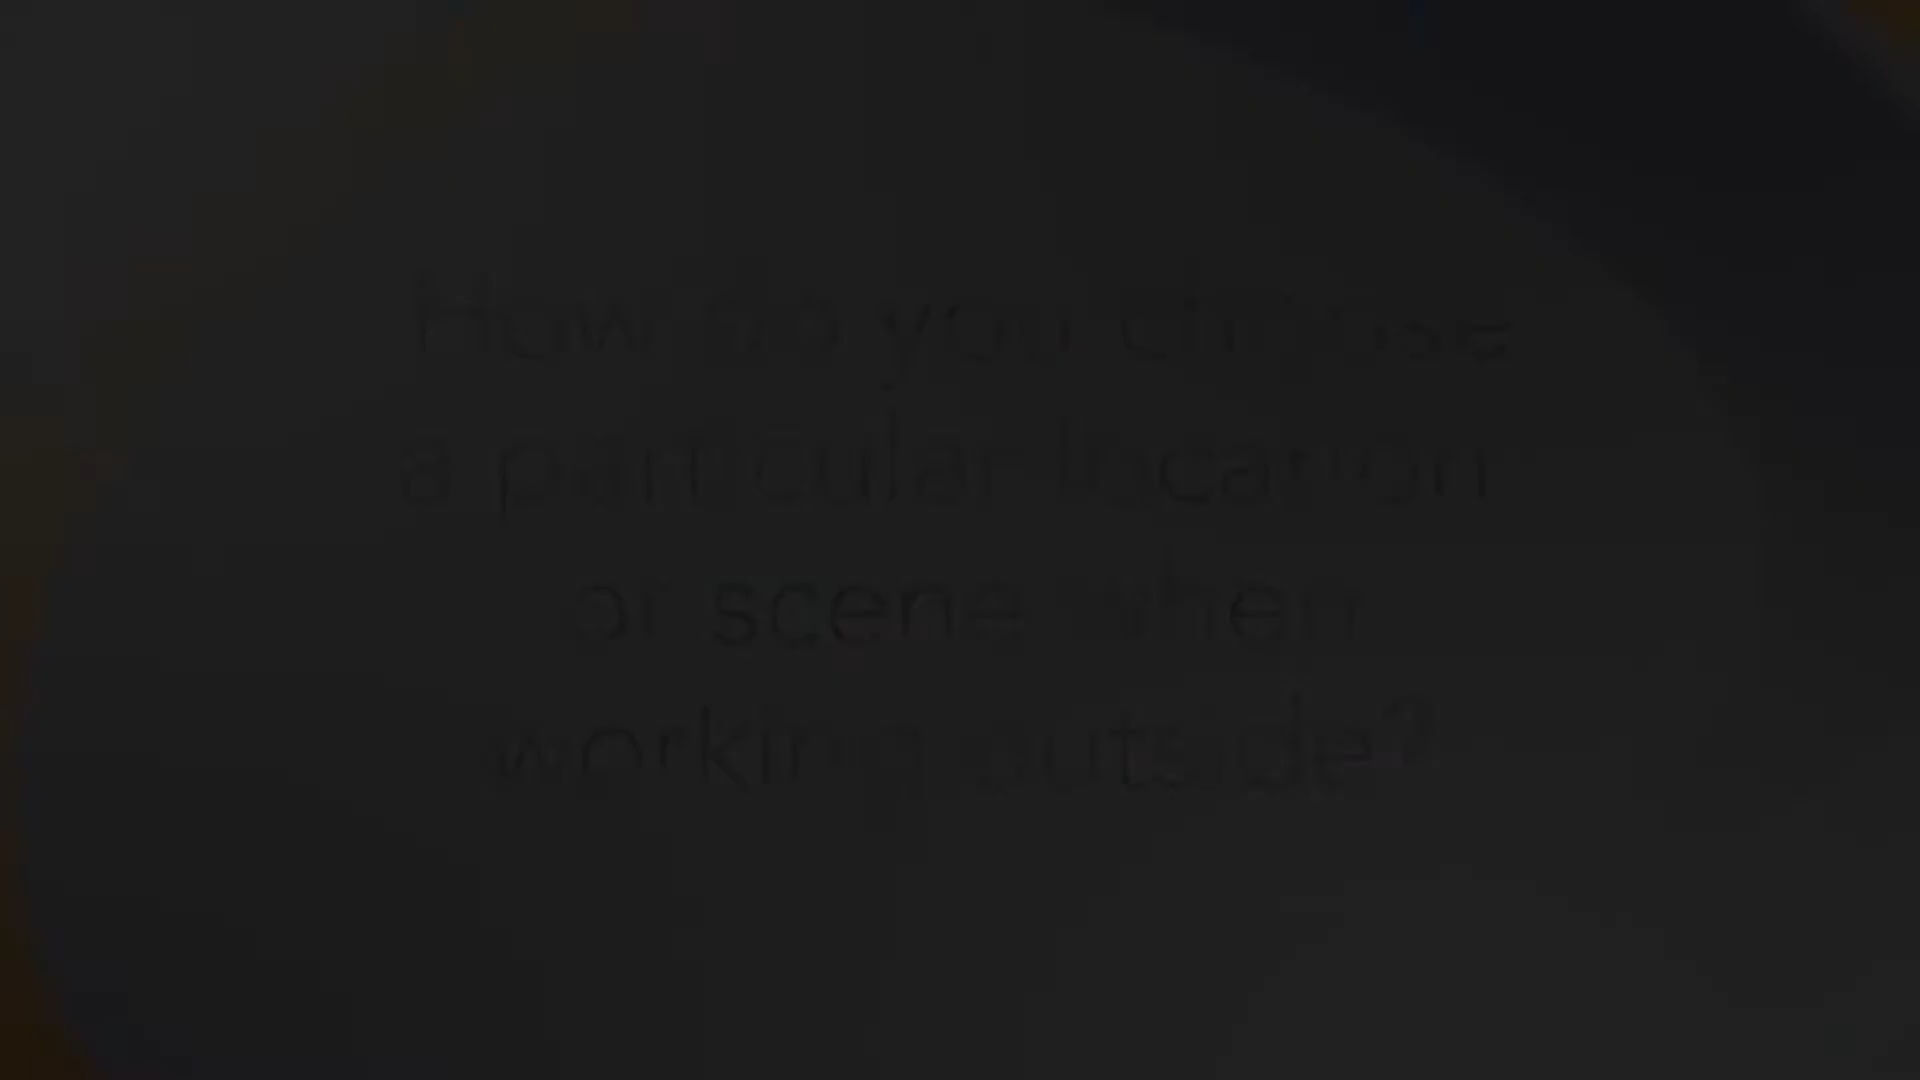 How do you choose
a particular location
or scene when
working outside?